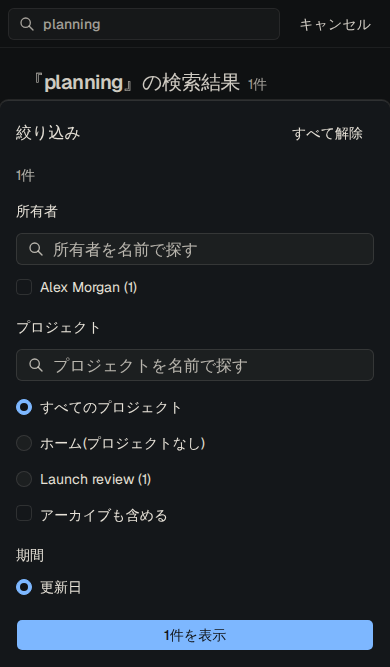 planning
キャンセル
『planning』の検索結果 1件
絞り込み
すべて解除
1件
所有者
所有者を名前で探す
Alex Morgan (1)
プロジェクト
プロジェクトを名前で探す
すべてのプロジェクト
ホーム(プロジェクトなし)
Launch review (1)
アーカイブも含める
期間
更新日
1件を表示